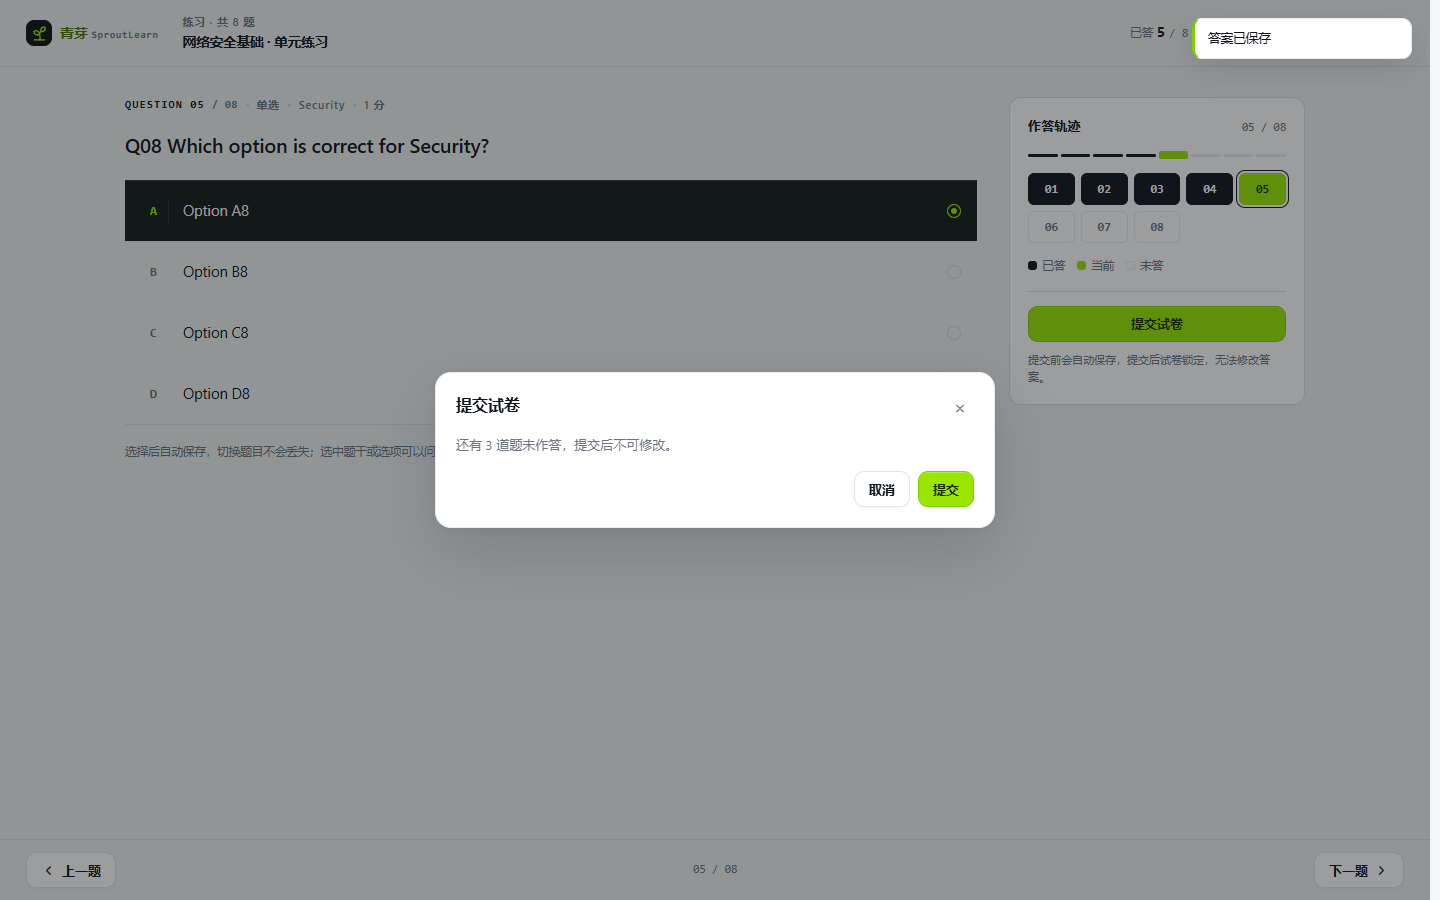 青芽 SproutLearn
练习 · 共 8 题
网络安全基础 · 单元练习
已答 5 / 8
答案已保存
QUESTION 05 / 08 · 单选 · Security · 1 分
Q08 Which option is correct for Security?
A Option A8
B Option B8
C Option C8
D Option D8
选择后自动保存，切换题目不会丢失；选中题干或选项可以问
作答轨迹 05 / 08
01 02 03 04 05
06 07 08
已答 当前 未答
提交试卷
提交前会自动保存，提交后试卷锁定，无法修改答
案。
提交试卷 ×
还有 3 道题未作答，提交后不可修改。
取消 提交
上一题 05 / 08 下一题